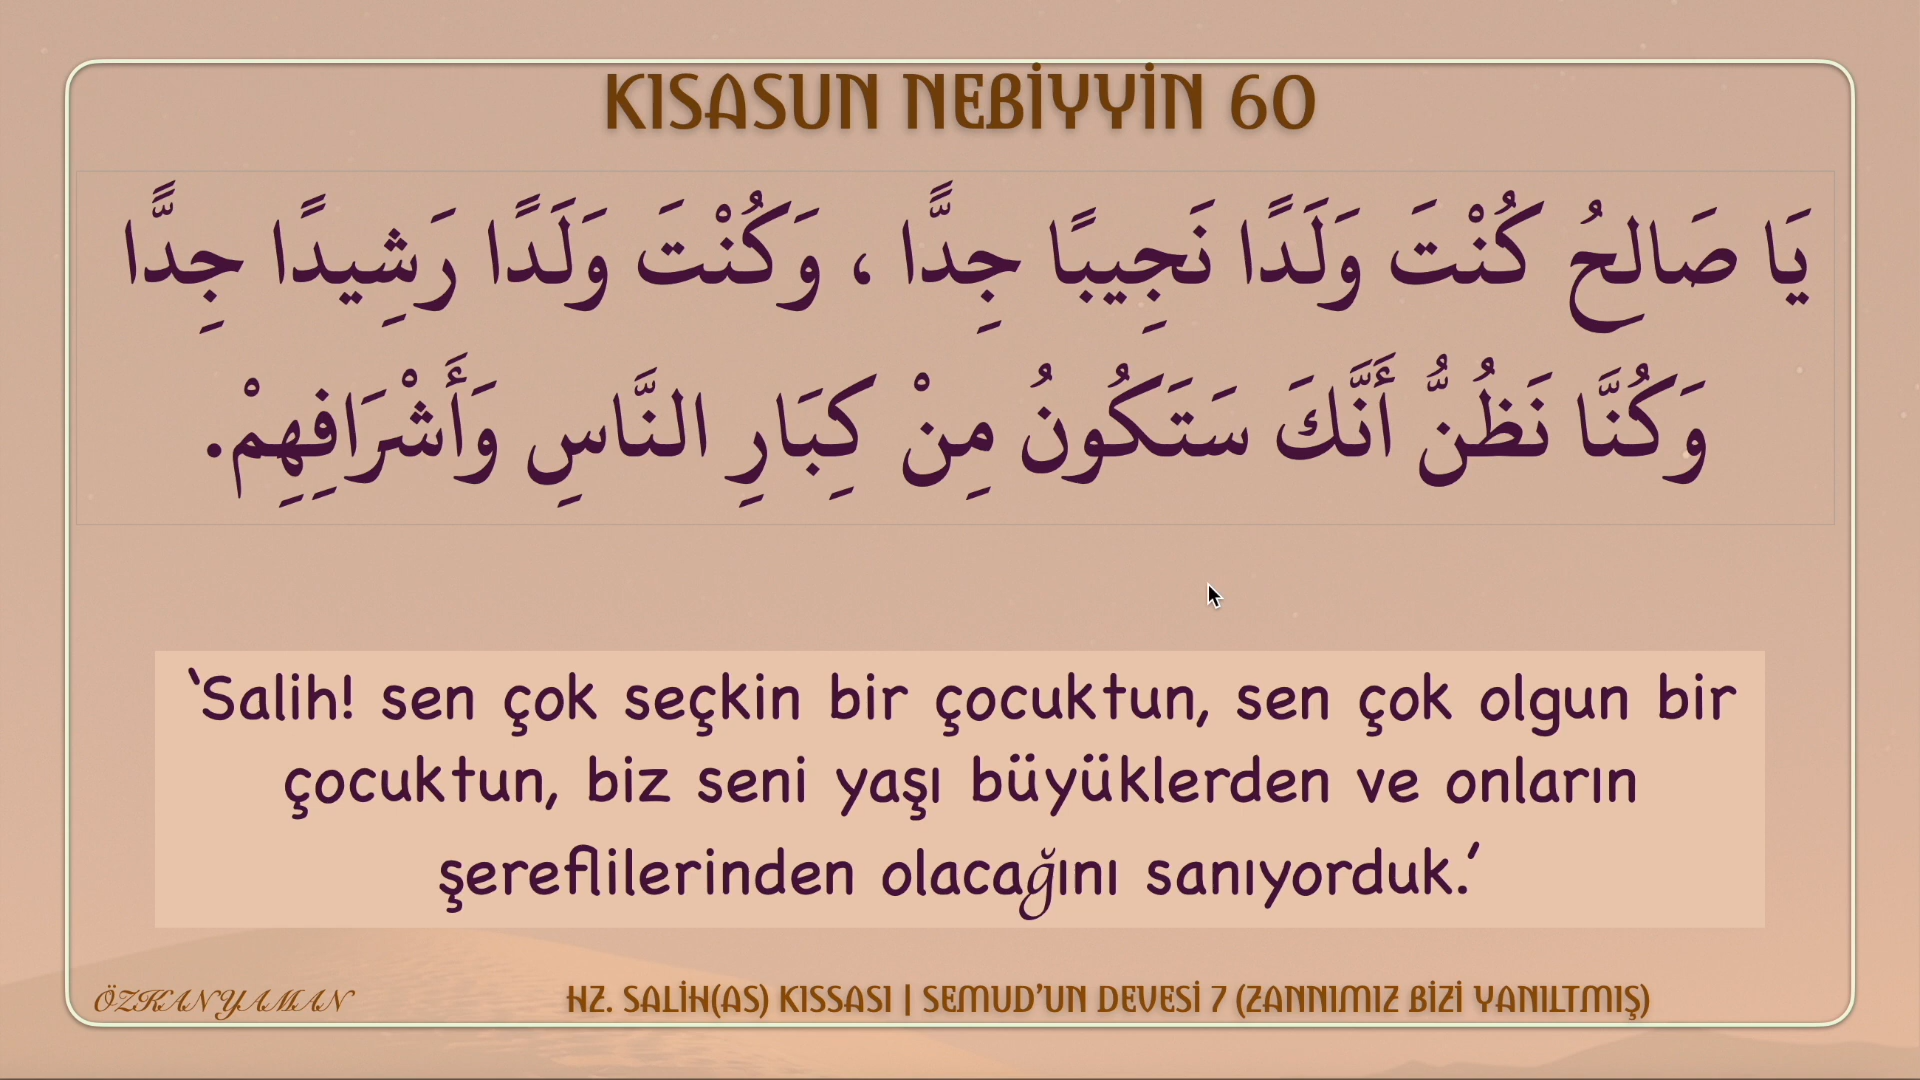 KISASUN NEBİYYİN 60
يَا صَالِحُ كُنْتَ وَلَدًا نَجِيبًا جِدًّا ، وَكُنْتَ وَلَدًا رَشِيدًا جِدًّا
وَكُنَّا نَظُنُّ أَنَّكَ سَتَكُونُ مِنْ كِبَارِ النَّاسِ وَأَشْرَافِهِمْ.
‘Salih! sen çok seçkin bir çocuktun, sen çok olgun bir
çocuktun, biz seni yaşı büyüklerden ve onların
şereflilerinden olacağını sanıyorduk.’
ÖZKAN YAMAN
HZ. SALİH(AS) KISSASI | SEMUD’UN DEVESİ 7 (ZANNIMIZ BİZİ YANILTMIŞ)